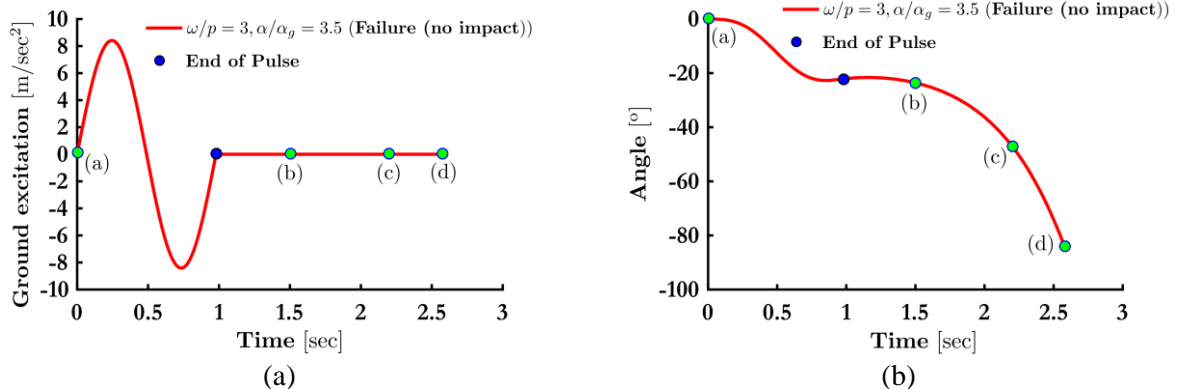 ω/p = 3, α/α_g = 3.5 (Failure (no impact))
End of Pulse
Ground excitation [m/sec²]
10
8
6
4
2
0
-2
-4
-6
-8
-10
(a)
(b)
(c)
(d)
0
0.5
1
1.5
2
2.5
3
Time [sec]
(a)
ω/p = 3, α/α_g = 3.5 (Failure (no impact))
End of Pulse
Angle [°]
0
-20
-40
-60
-80
-100
(a)
(b)
(c)
(d)
0
0.5
1
1.5
2
2.5
3
Time [sec]
(b)